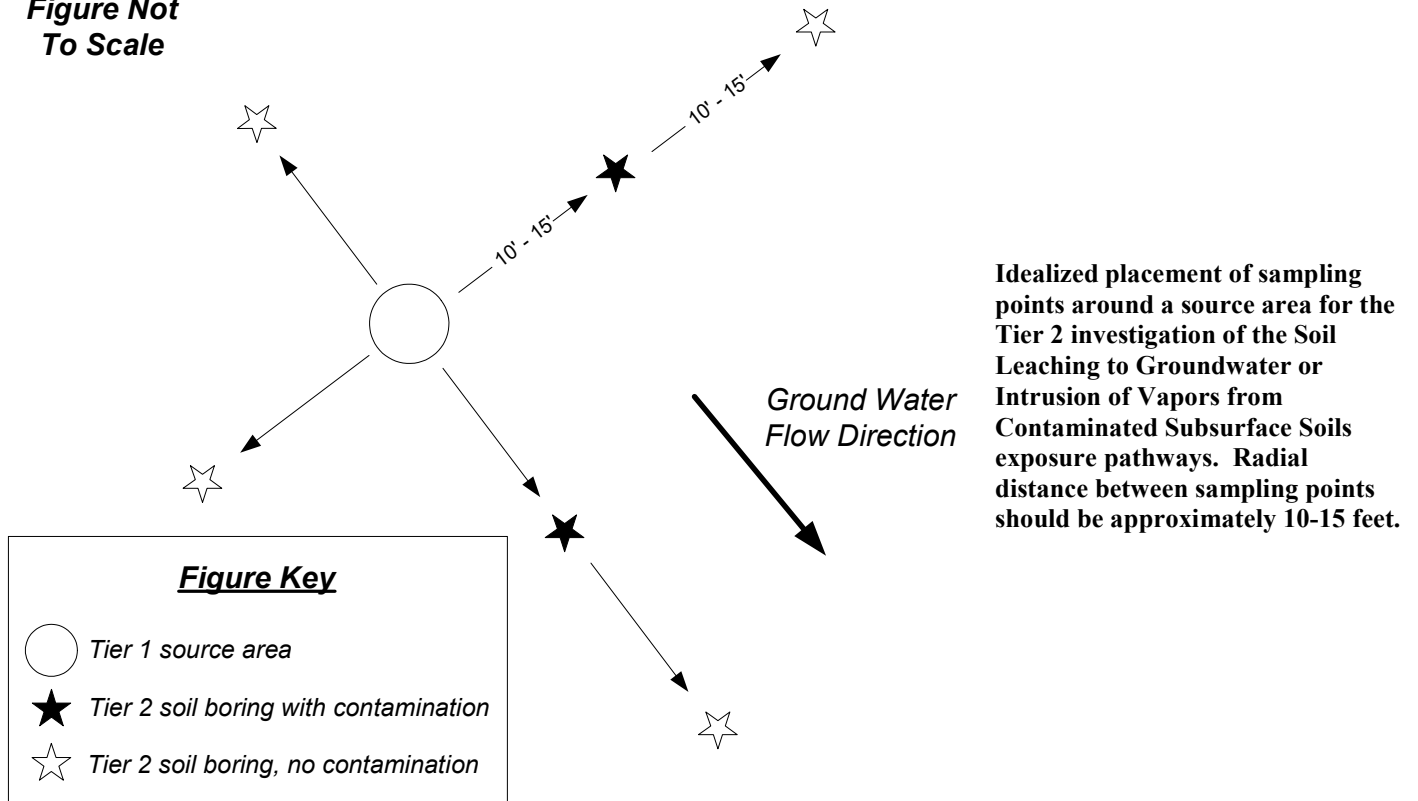 Figure Not
To Scale
10' - 15'
10' - 15'
Ground Water
Flow Direction
Idealized placement of sampling
points around a source area for the
Tier 2 investigation of the Soil
Leaching to Groundwater or
Intrusion of Vapors from
Contaminated Subsurface Soils
exposure pathways.  Radial
distance between sampling points
should be approximately 10-15 feet.
Figure Key
Tier 1 source area
Tier 2 soil boring with contamination
Tier 2 soil boring, no contamination